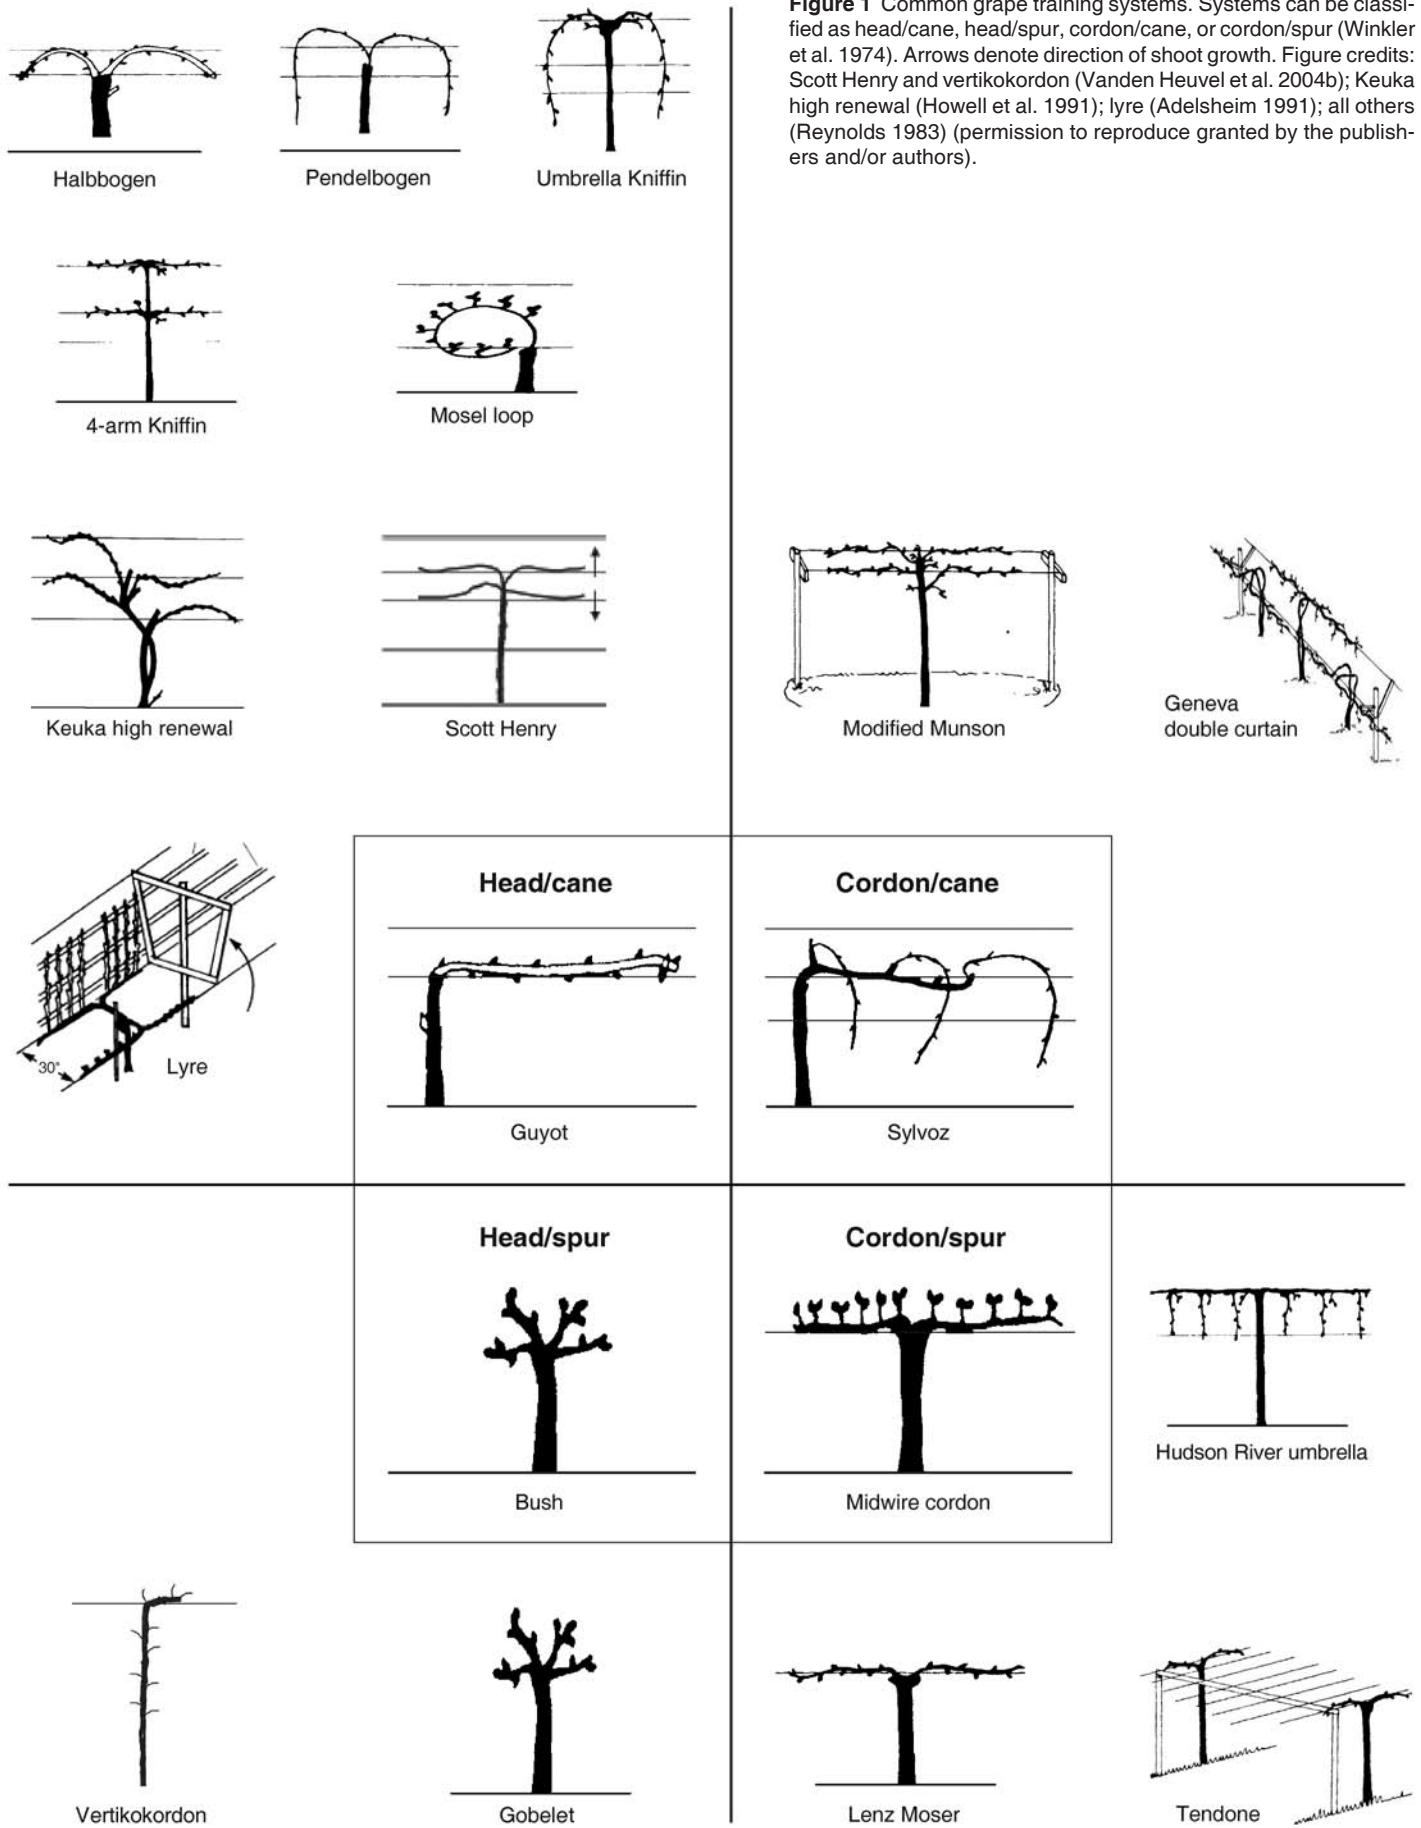 Figure 1 Common grape training systems. Systems can be classi-
fied as head/cane, head/spur, cordon/cane, or cordon/spur (Winkler
et al. 1974). Arrows denote direction of shoot growth. Figure credits:
Scott Henry and vertikokordon (Vanden Heuvel et al. 2004b); Keuka
high renewal (Howell et al. 1991); lyre (Adelsheim 1991); all others
(Reynolds 1983) (permission to reproduce granted by the publish-
ers and/or authors).
Halbbogen
Pendelbogen
Umbrella Kniffin
4-arm Kniffin
Mosel loop
Keuka high renewal
Scott Henry
Modified Munson
Geneva
double curtain
30°
Lyre
Head/cane
Guyot
Cordon/cane
Sylvoz
Head/spur
Bush
Cordon/spur
Midwire cordon
Hudson River umbrella
Vertikokordon
Gobelet
Lenz Moser
Tendone